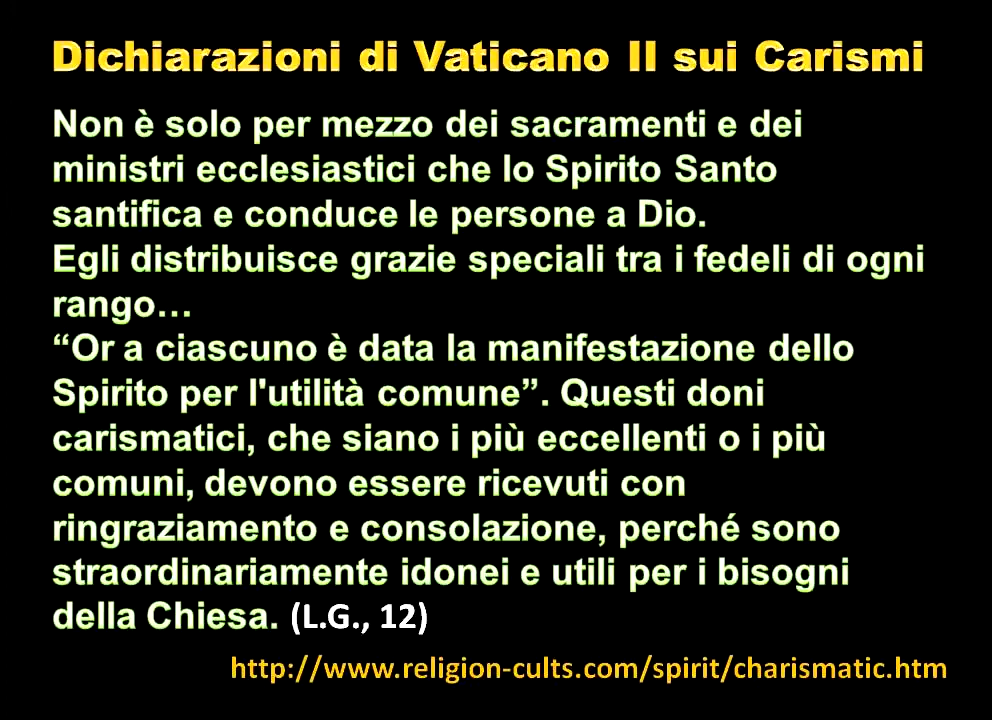 Dichiarazioni di Vaticano II sui Carismi
Non è solo per mezzo dei sacramenti e dei
ministri ecclesiastici che lo Spirito Santo
santifica e conduce le persone a Dio.
Egli distribuisce grazie speciali tra i fedeli di ogni
rango…
“Or a ciascuno è data la manifestazione dello
Spirito per l'utilità comune”. Questi doni
carismatici, che siano i più eccellenti o i più
comuni, devono essere ricevuti con
ringraziamento e consolazione, perché sono
straordinariamente idonei e utili per i bisogni
della Chiesa. (L.G., 12)
http://www.religion-cults.com/spirit/charismatic.htm